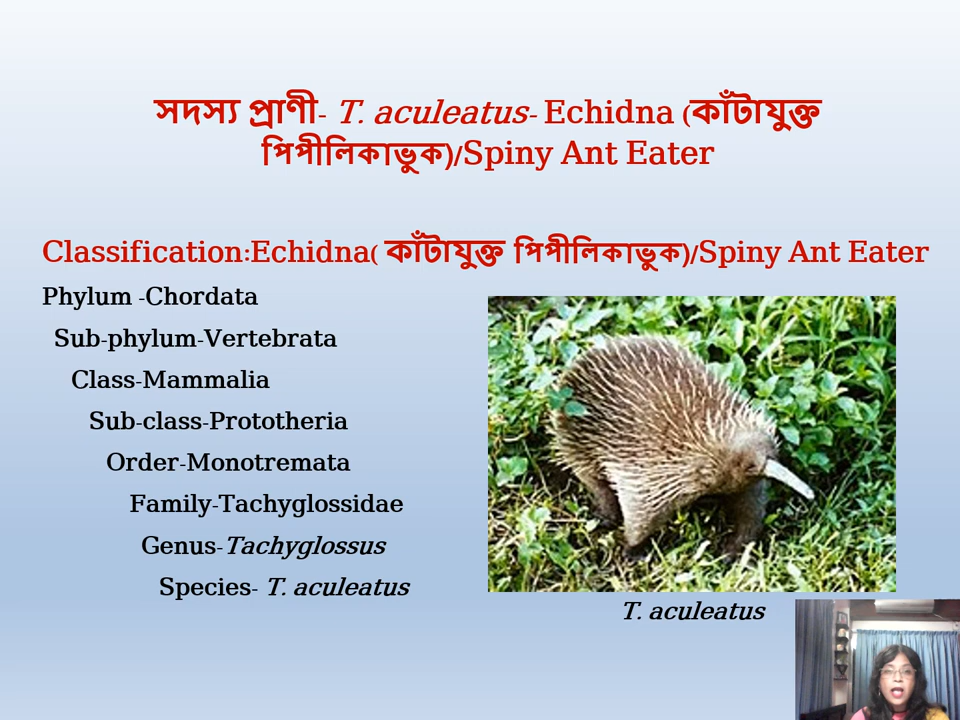 সদস্য প্রাণী- T. aculeatus- Echidna (কাঁটাযুক্ত
পিপীলিকাভুক)/Spiny Ant Eater
Classification:Echidna( কাঁটাযুক্ত পিপীলিকাভুক)/Spiny Ant Eater
Phylum -Chordata
Sub-phylum-Vertebrata
Class-Mammalia
Sub-class-Prototheria
Order-Monotremata
Family-Tachyglossidae
Genus-Tachyglossus
Species- T. aculeatus
T. aculeatus